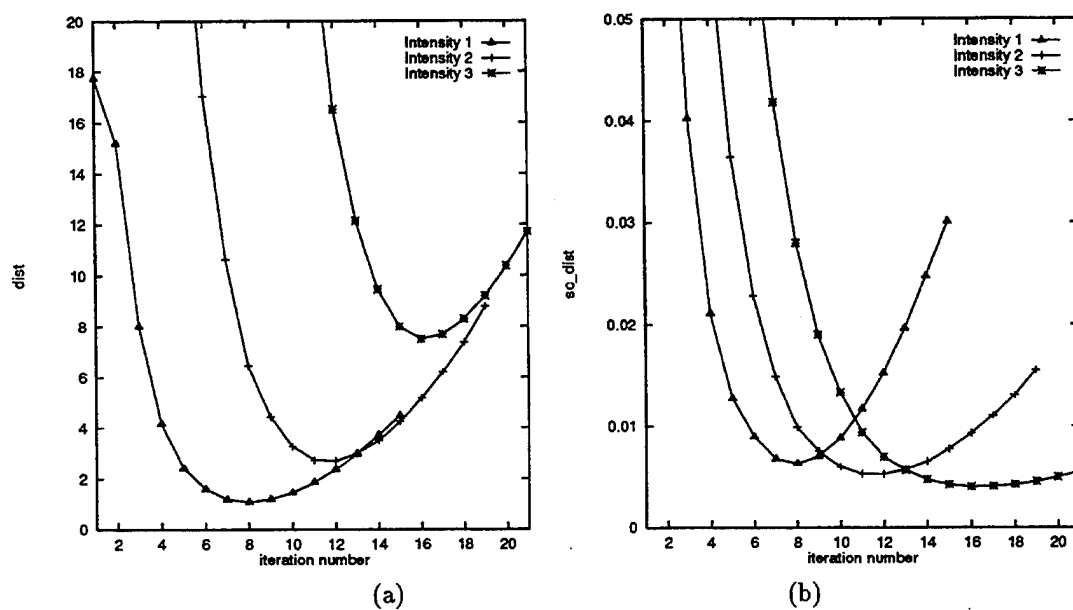 20
18
16
14
12
10
8
6
4
2
0
dist
Intensity 1
Intensity 2
Intensity 3
2 4 6 8 10 12 14 16 18 20
iteration number
(a)
0.05
0.04
0.03
0.02
0.01
0
sc_dist
Intensity 1
Intensity 2
Intensity 3
2 4 6 8 10 12 14 16 18 20
iteration number
(b)